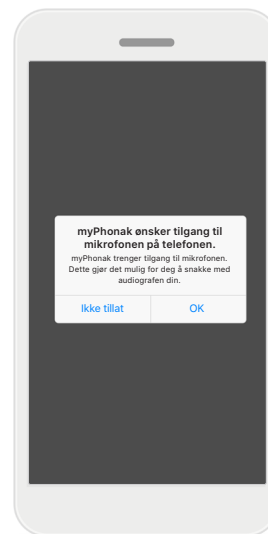 myPhonak ønsker tilgang til
mikrofonen på telefonen.
myPhonak trenger tilgang til mikrofonen.
Dette gjør det mulig for deg å snakke med
audiografen din.
Ikke tillat
OK